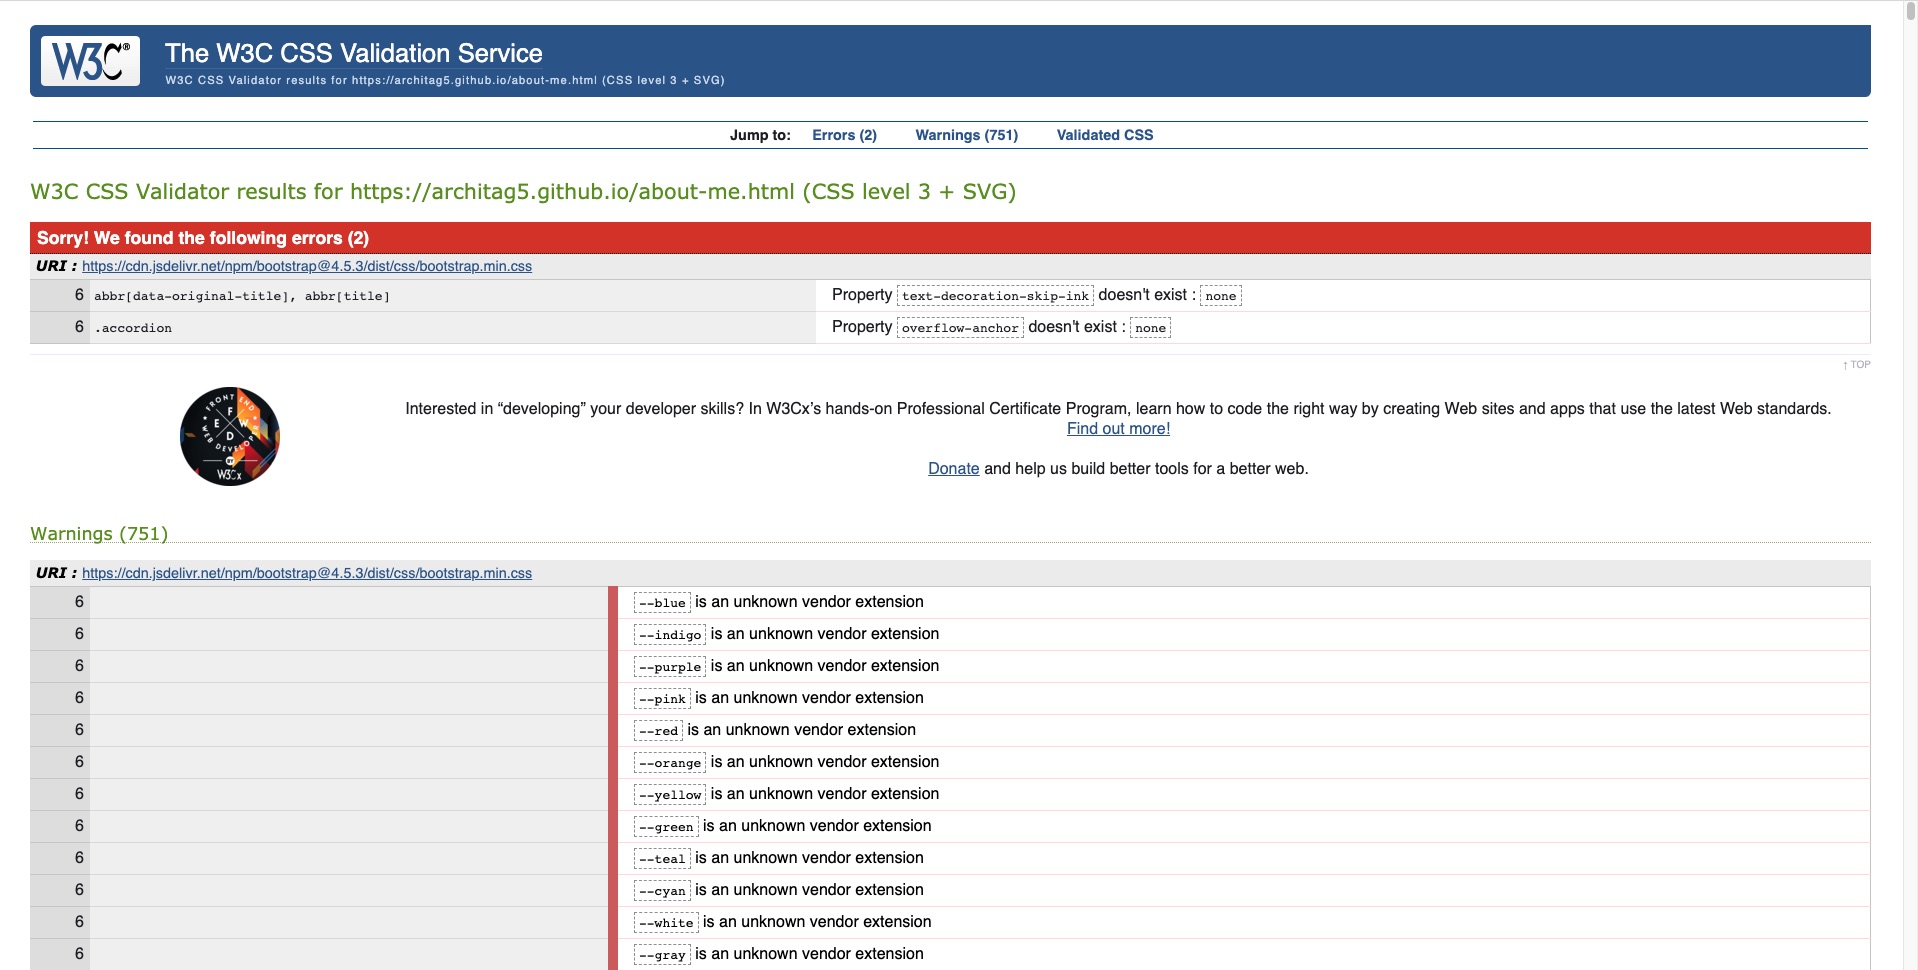 W3C®
The W3C CSS Validation Service
W3C CSS Validator results for https://architag5.github.io/about-me.html (CSS level 3 + SVG)
Jump to: Errors (2) Warnings (751) Validated CSS
W3C CSS Validator results for https://architag5.github.io/about-me.html (CSS level 3 + SVG)
Sorry! We found the following errors (2)
URI : https://cdn.jsdelivr.net/npm/bootstrap@4.5.3/dist/css/bootstrap.min.css
6 abbr[data-original-title], abbr[title] Property text-decoration-skip-ink doesn't exist : none
6 .accordion Property overflow-anchor doesn't exist : none
↑ TOP
FRONT END
F
E W
D
WEB DEVELOPER
W3Cx
Interested in “developing” your developer skills? In W3Cx’s hands-on Professional Certificate Program, learn how to code the right way by creating Web sites and apps that use the latest Web standards.
Find out more!
Donate and help us build better tools for a better web.
Warnings (751)
URI : https://cdn.jsdelivr.net/npm/bootstrap@4.5.3/dist/css/bootstrap.min.css
6 --blue is an unknown vendor extension
6 --indigo is an unknown vendor extension
6 --purple is an unknown vendor extension
6 --pink is an unknown vendor extension
6 --red is an unknown vendor extension
6 --orange is an unknown vendor extension
6 --yellow is an unknown vendor extension
6 --green is an unknown vendor extension
6 --teal is an unknown vendor extension
6 --cyan is an unknown vendor extension
6 --white is an unknown vendor extension
6 --gray is an unknown vendor extension